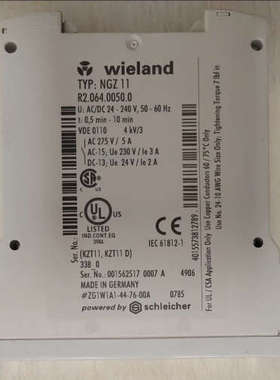 wieland
TYP: NGZ 11
R2.064.0050.0
U: AC/DC 24 - 240 V, 50 - 60 Hz
t: 0,5 min - 10 min
VDE 0110 4 kV/3
AC 275 V / 5 A
AC-15; Ue 230 V / Ie 3 A
DC-13; Ue 24 V / Ie 2 A
C UL US
LISTED
IND.CONT.EQ
IEC 61812-1
(KZT11, KZT11 D)
338 0
Ser. No.: 001562517 0007 A 4906
MADE IN GERMANY
#ZG1W(A)-44-76-00A 0785
powered by schleicher
4015573812789
For UL / CSA Application Only Use Copper Conductors 60 / 75°C Only
Use No. 24-10 AWG Wire Size Only; Tightening Torque 7 lbf in